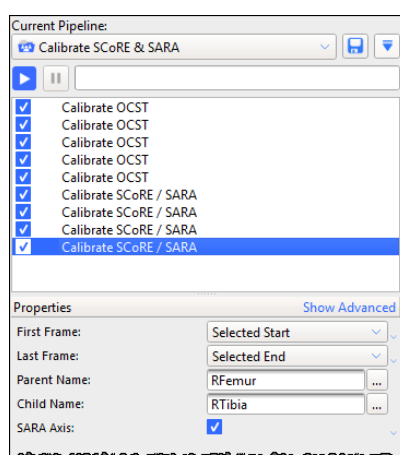 Current Pipeline:
Calibrate SCoRE & SARA
Calibrate OCST
Calibrate OCST
Calibrate OCST
Calibrate OCST
Calibrate OCST
Calibrate SCoRE / SARA
Calibrate SCoRE / SARA
Calibrate SCoRE / SARA
Calibrate SCoRE / SARA
Properties Show Advanced
First Frame: Selected Start
Last Frame: Selected End
Parent Name: RFemur ...
Child Name: RTibia ...
SARA Axis: